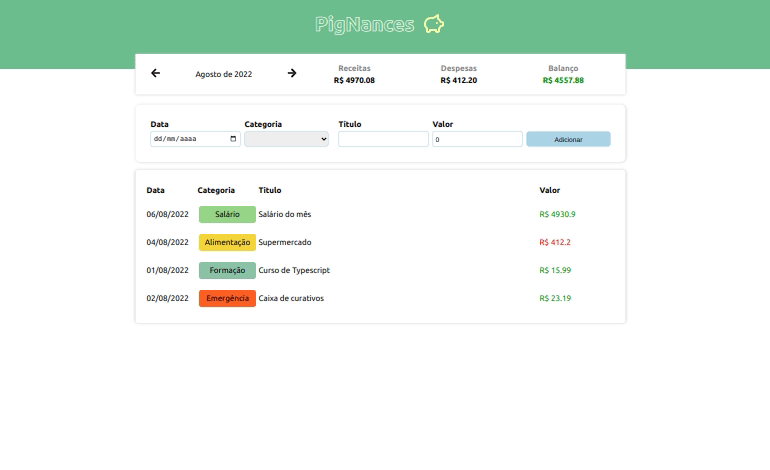 PigNances
Agosto de 2022
Receitas Despesas Balanço
R$ 4970.08 R$ 412.20 R$ 4557.88
Data Categoria Título Valor
dd/mm/aaaa 0 Adicionar
Data Categoria Título Valor
06/08/2022 Salário Salário do mês R$ 4930.9
04/08/2022 Alimentação Supermercado R$ 412.2
01/08/2022 Formação Curso de Typescript R$ 15.99
02/08/2022 Emergência Caixa de curativos R$ 23.19